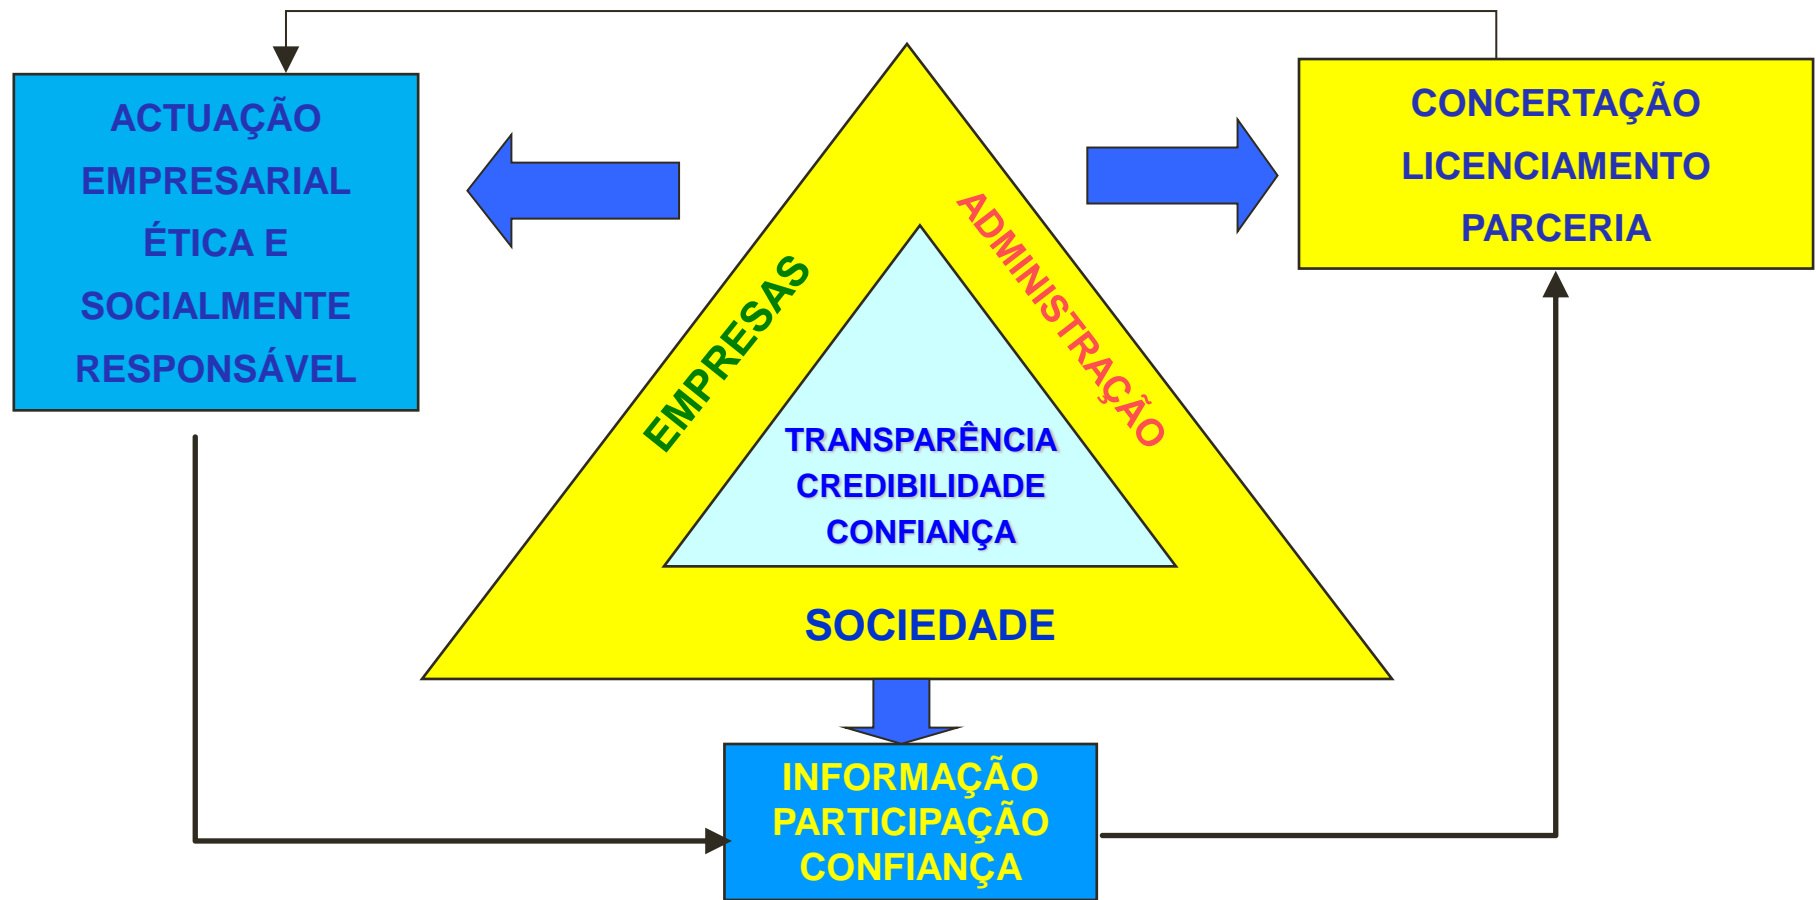 ACTUAÇÃO
EMPRESARIAL
ÉTICA E
SOCIALMENTE
RESPONSÁVEL
CONCERTAÇÃO
LICENCIAMENTO
PARCERIA
EMPRESAS
ADMINISTRAÇÃO
TRANSPARÊNCIA
CREDIBILIDADE
CONFIANÇA
SOCIEDADE
INFORMAÇÃO
PARTICIPAÇÃO
CONFIANÇA